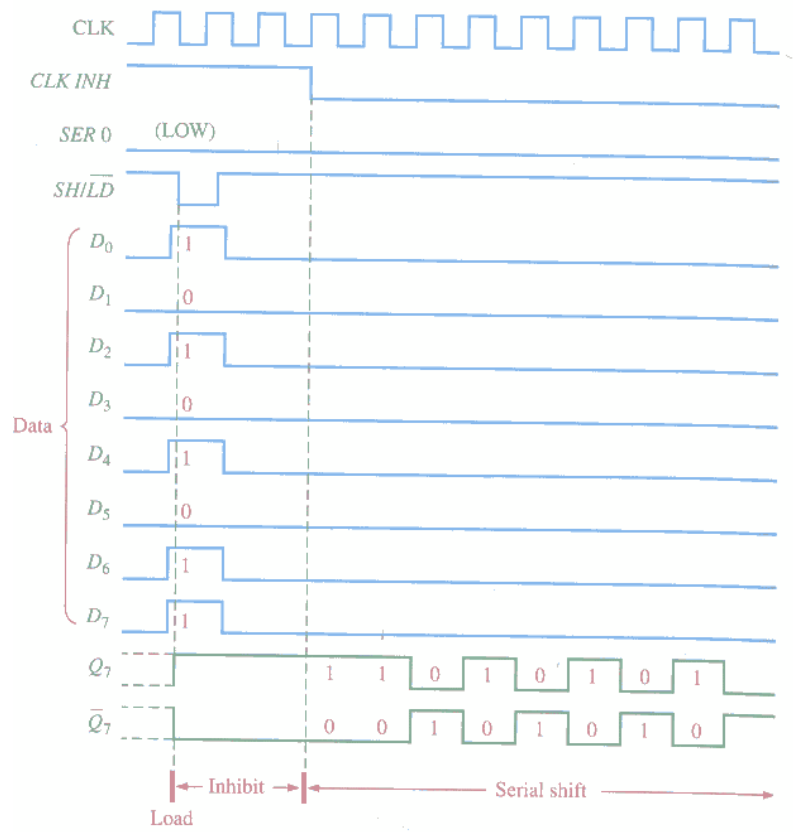 CLK
CLK INH
SER 0 (LOW)
SH/L̅D̅
D₀ 1
D₁ 0
D₂ 1
D₃ 0
Data
D₄ 1
D₅ 0
D₆ 1
D₇ 1
Q₇ 1 1 0 1 0 1 0 1
Q̅₇ 0 0 1 0 1 0 1 0
Inhibit Serial shift
Load